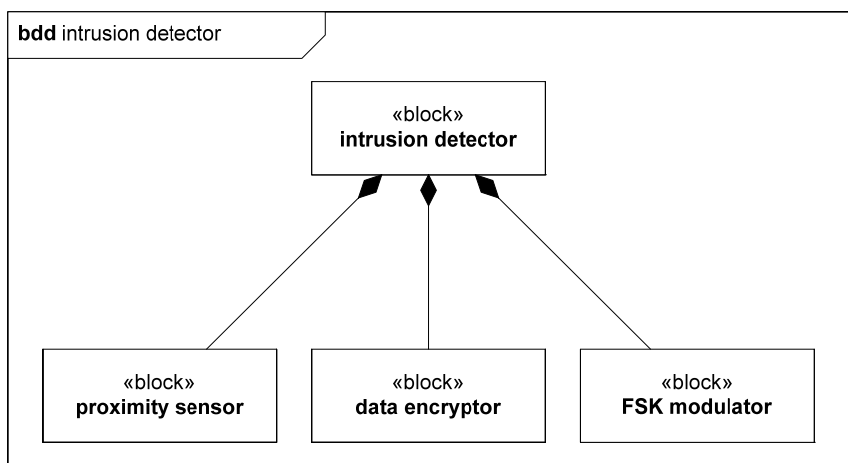 bdd intrusion detector
«block»
intrusion detector
«block»
proximity sensor
«block»
data encryptor
«block»
FSK modulator